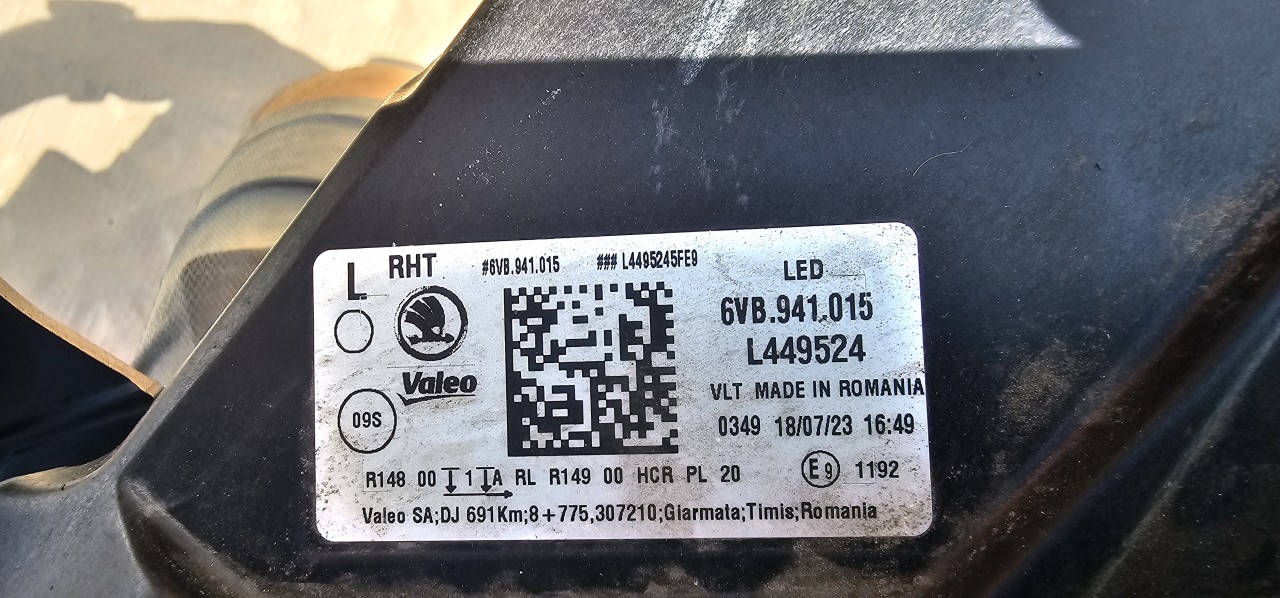 L RHT #6VB.941.015 ### L4495245FE9 LED
6VB.941.015
L449524
Valeo
VLT MADE IN ROMANIA
09S
0349 18/07/23 16:49
R148 00 1 A RL R149 00 HCR PL 20 E9 1192
Valeo SA;DJ 691Km;8+775,307210;Giarmata;Timis;Romania